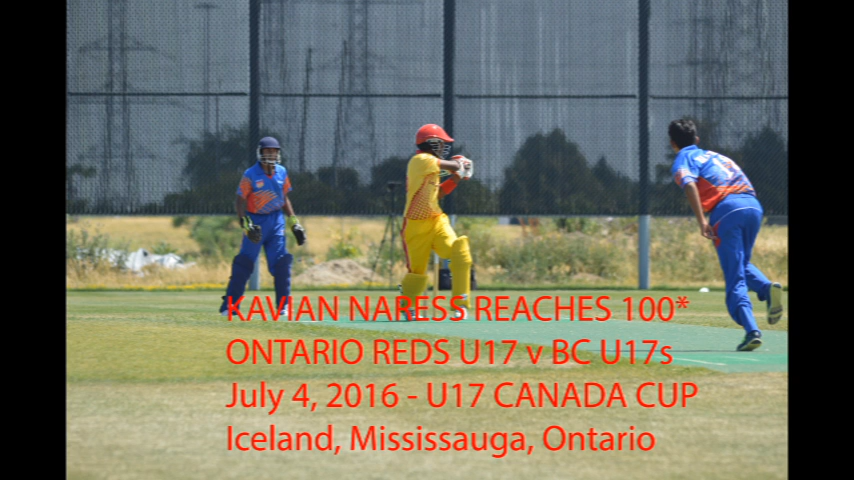 KAVIAN NARESS REACHES 100*
ONTARIO REDS U17 v BC U17s
July 4, 2016 - U17 CANADA CUP
Iceland, Mississauga, Ontario